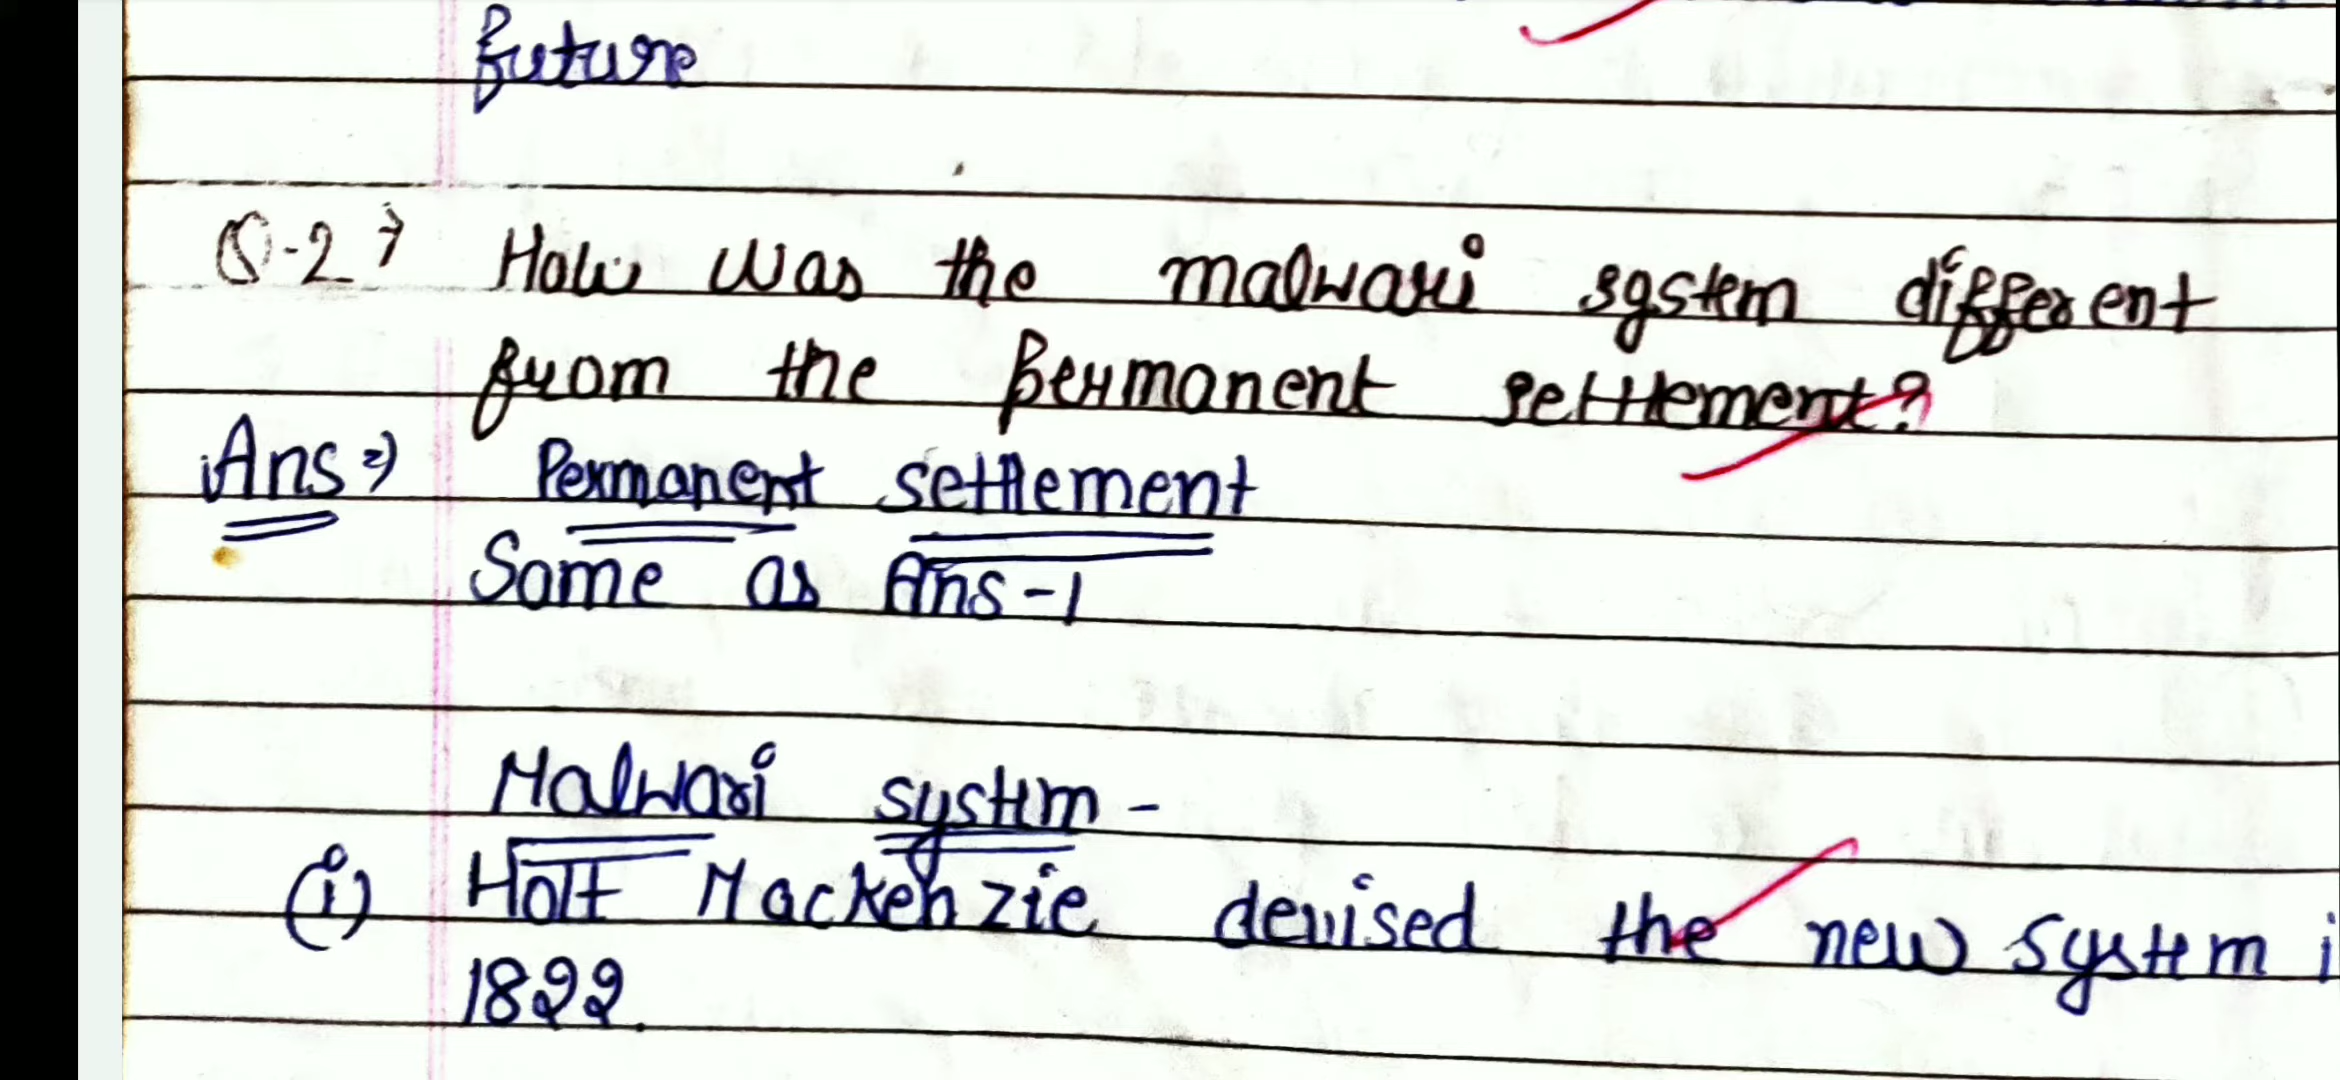 future
Q-2 → How was the malwari system different
from the permanent settlement?
Ans ⇒ Permanent settlement
Same as Ans-1
Malwari system -
(i) Holt Mackenzie devised the new system i
1822.